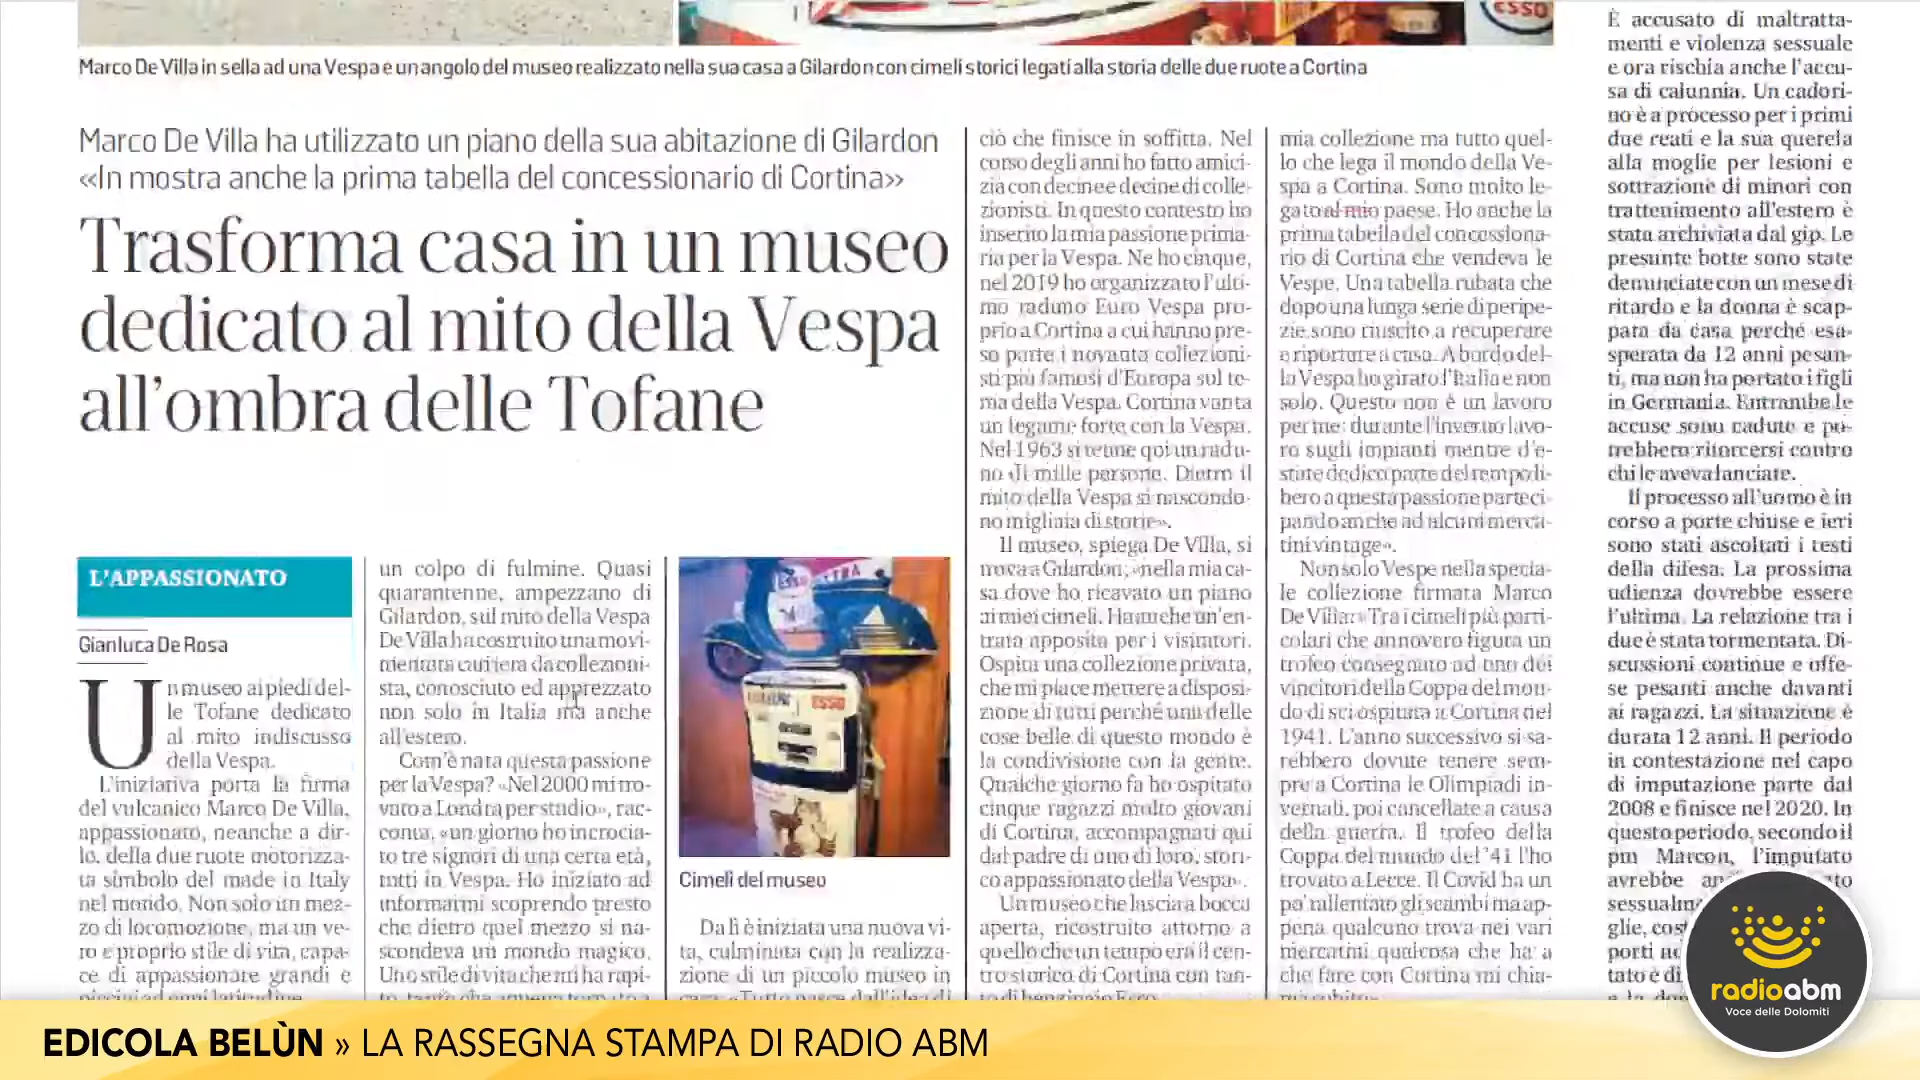 ESSO
Marco De Villa in sella ad una Vespa e un angolo del museo realizzato nella sua casa a Gilardon con cimeli storici legati alla storia delle due ruote a Cortina
Marco De Villa ha utilizzato un piano della sua abitazione di Gilardon
«In mostra anche la prima tabella del concessionario di Cortina»
Trasforma casa in un museo
dedicato al mito della Vespa
all’ombra delle Tofane
L’APPASSIONATO
Gianluca De Rosa
Un museo ai piedi del-
le Tofane dedicato
al mito indiscusso
della Vespa.
L’iniziativa porta la firma
del vulcanico Marco De Villa,
appassionato, neanche a dir-
lo, della due ruote motorizza-
ta simbolo del made in Italy
nel mondo. Non solo un mez-
zo di locomozione, ma un ve-
ro e proprio stile di vita, capa-
ce di appassionare grandi e
un colpo di fulmine. Quasi
quarantenne, ampezzano di
Gilardon, sul mito della Vespa
De Villa ha costruito una movi-
mentata carriera da collezioni-
sta, conosciuto ed apprezzato
non solo in Italia ma anche
all’estero.
Com’è nata questa passione
per la Vespa? «Nel 2000 mi tro-
vavo a Londra per studio», rac-
conta, «un giorno ho incrocia-
to tre signori di una certa età,
tutti in Vespa. Ho iniziato ad
informarmi scoprendo presto
che dietro quel mezzo si na-
scondeva un mondo magico.
Uno stile di vita che mi ha rapi-
ESSO
Cimeli del museo
Da lì è iniziata una nuova vi-
ta, culminata con la realizza-
zione di un piccolo museo in
ciò che finisce in soffitta. Nel
corso degli anni ho fatto amici-
zia con decine e decine di colle-
zionisti. In questo contesto ho
inserito la mia passione prima-
ria per la Vespa. Ne ho cinque,
nel 2019 ho organizzato l’ulti-
mo raduno Euro Vespa pro-
prio a Cortina a cui hanno pre-
so parte i novanta collezioni-
sti più famosi d’Europa sul te-
ma della Vespa. Cortina vanta
un legame forte con la Vespa.
Nel 1963 si tenne qui un radu-
no di mille persone. Dietro il
mito della Vespa si nascondo-
no migliaia di storie».
Il museo, spiega De Villa, si
trova a Gilardon, «nella mia ca-
sa dove ho ricavato un piano
ai miei cimeli. Ha anche un’en-
trata apposita per i visitatori.
Ospita una collezione privata,
che mi piace mettere a disposi-
zione di tutti perché una delle
cose belle di questo mondo è
la condivisione con la gente.
Qualche giorno fa ho ospitato
cinque ragazzi molto giovani
di Cortina, accompagnati qui
dal padre di uno di loro, stori-
co appassionato della Vespa».
Un museo che lascia a bocca
aperta, ricostruito attorno a
quello che un tempo era il cen-
tro storico di Cortina con tan-
to di benzinaio Esso.
mia collezione ma tutto quel-
lo che lega il mondo della Ve-
spa a Cortina. Sono molto le-
gato al mio paese. Ho anche la
prima tabella del concessiona-
rio di Cortina che vendeva le
Vespe. Una tabella rubata che
dopo una lunga serie di peripe-
zie sono riuscito a recuperare
e riportare a casa. A bordo del-
la Vespa ho girato l’Italia e non
solo. Questo non è un lavoro
per me: durante l’inverno lavo-
ro sugli impianti mentre d’e-
state dedico parte del tempo li-
bero a questa passione parteci-
pando anche ad alcuni merca-
tini vintage».
Non solo Vespe nella specia-
le collezione firmata Marco
De Villa: «Tra i cimeli più parti-
colari che annovero figura un
trofeo consegnato ad uno dei
vincitori della Coppa del mon-
do di sci ospitata a Cortina nel
1941. L’anno successivo si sa-
rebbero dovute tenere sem-
pre a Cortina le Olimpiadi in-
vernali, poi cancellate a causa
della guerra. Il trofeo della
Coppa del mondo del ’41 l’ho
trovato a Lecce. Il Covid ha un
po’ rallentato gli scambi ma ap-
pena qualcuno trova nei vari
mercatini qualcosa che ha a
che fare con Cortina mi chia-
ma subito».
È accusato di maltratta-
menti e violenza sessuale
e ora rischia anche l’accu-
sa di calunnia. Un cadori-
no è a processo per i primi
due reati e la sua querela
alla moglie per lesioni e
sottrazione di minori con
trattenimento all’estero è
stata archiviata dal gip. Le
presunte botte sono state
denunciate con un mese di
ritardo e la donna è scap-
pata da casa perché esa-
sperata da 12 anni pesan-
ti, ma non ha portato i figli
in Germania. Entrambe le
accuse sono cadute e po-
trebbero ritorcersi contro
chi le aveva lanciate.
Il processo all’uomo è in
corso a porte chiuse e ieri
sono stati ascoltati i testi
della difesa. La prossima
udienza dovrebbe essere
l’ultima. La relazione tra i
due è stata tormentata. Di-
scussioni continue e offe-
se pesanti anche davanti
ai ragazzi. La situazione è
durata 12 anni. Il periodo
in contestazione nel capo
di imputazione parte dal
2008 e finisce nel 2020. In
questo periodo, secondo il
pm Marcon, l’imputato
avrebbe
sessualm
glie, cos
porti
tato è di
radioabm
Voce delle Dolomiti
EDICOLA BELÙN » LA RASSEGNA STAMPA DI RADIO ABM